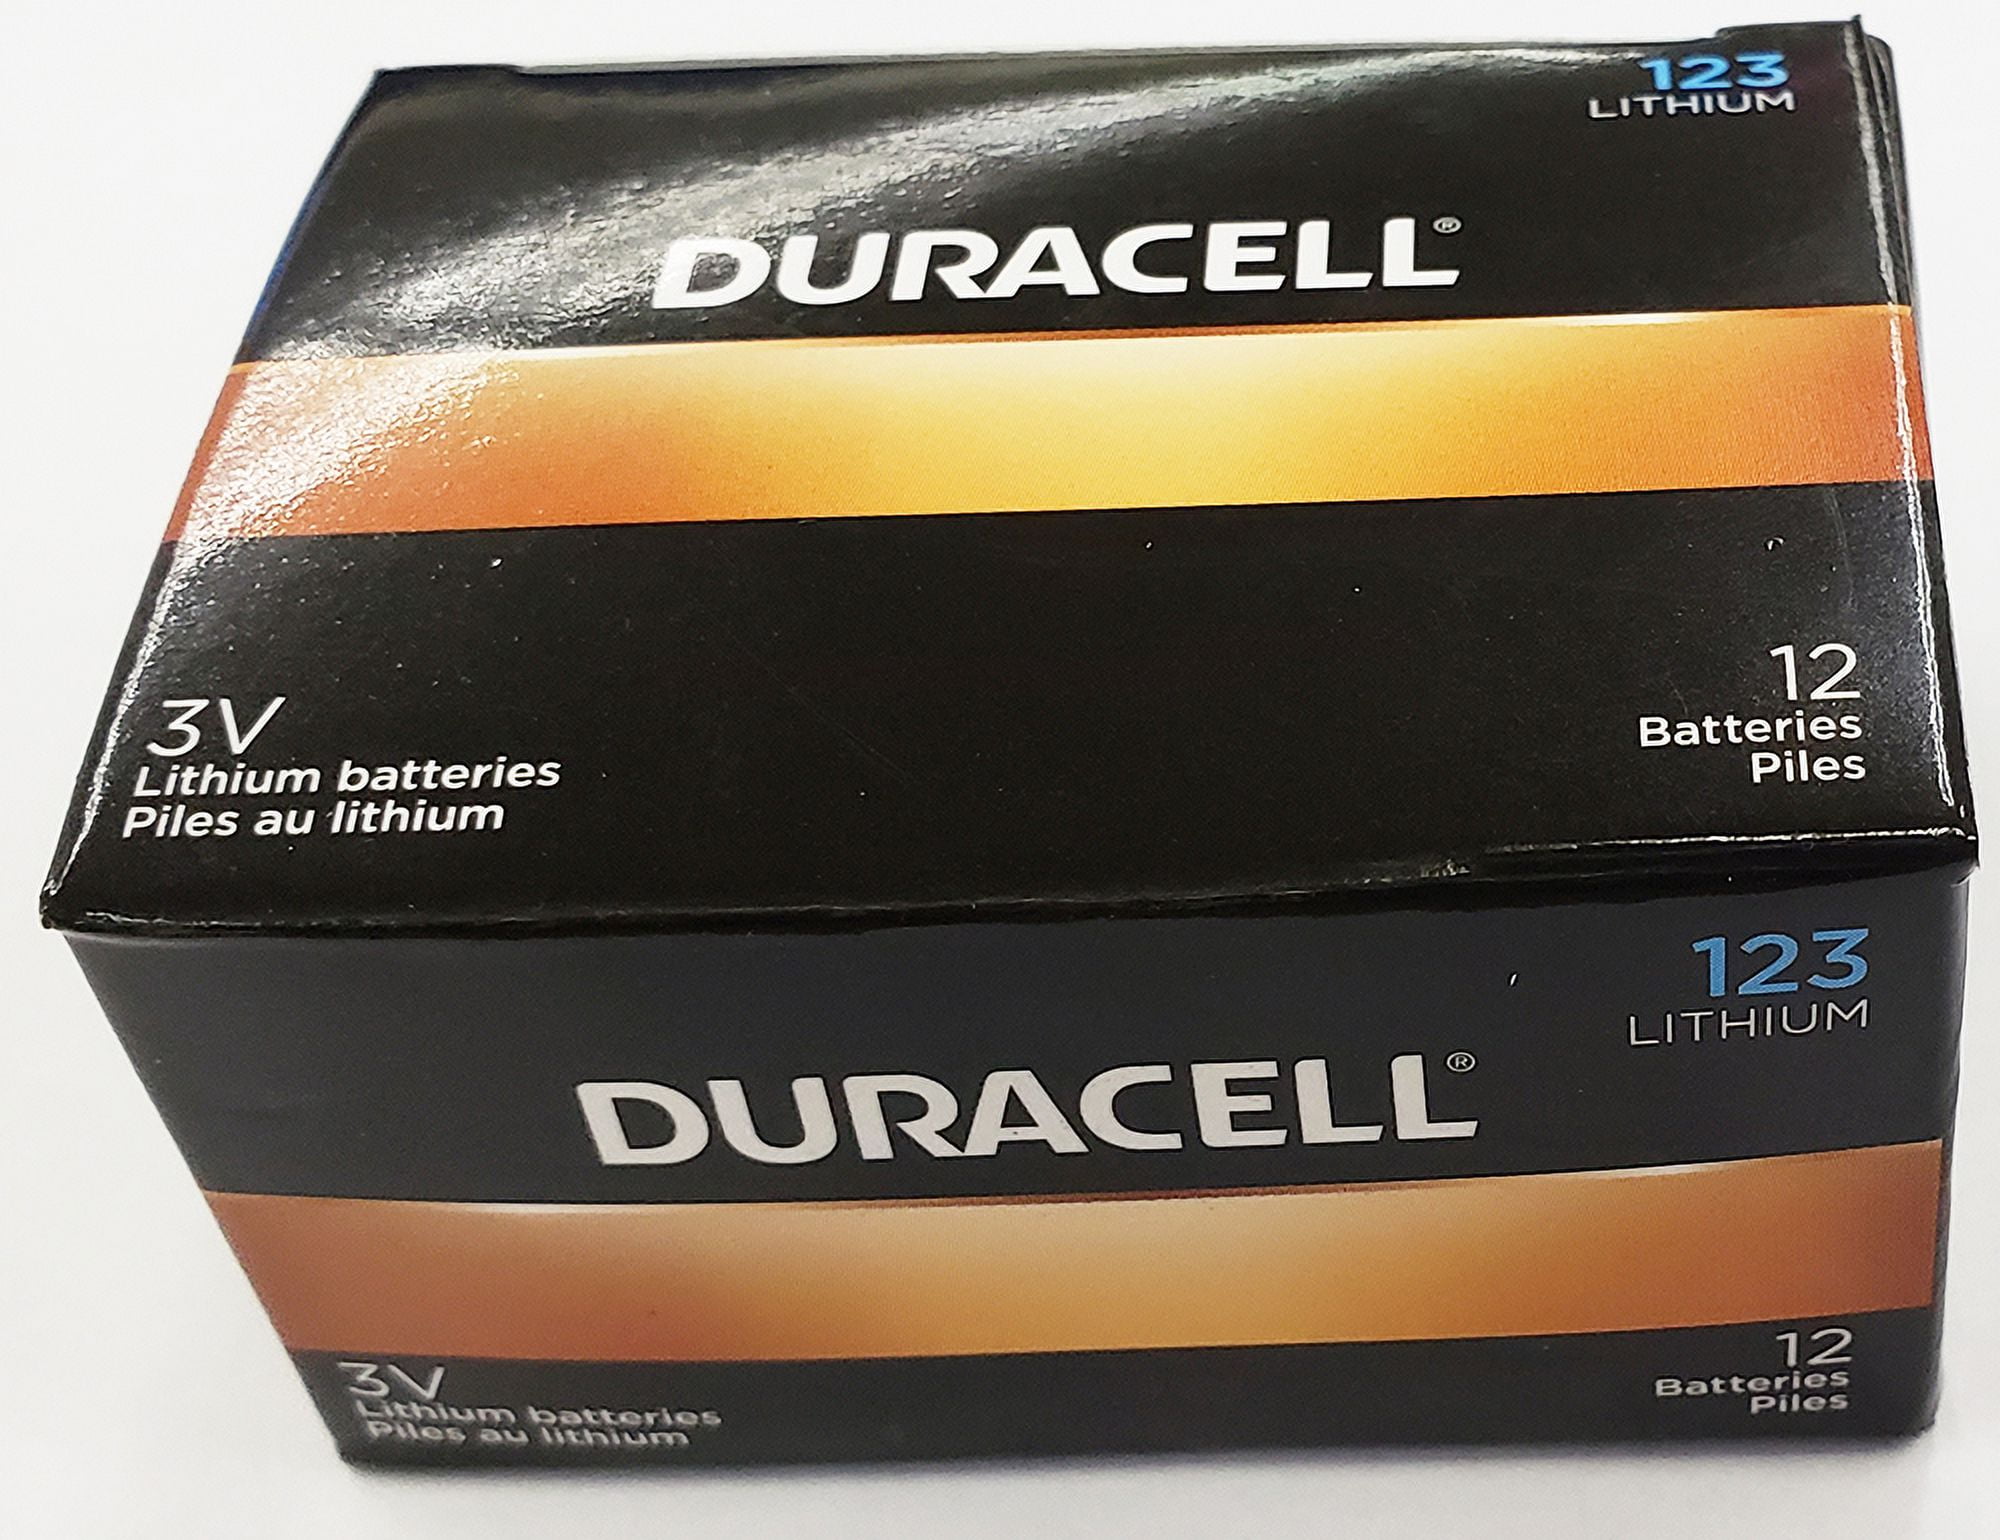 123
LITHIUM
DURACELL®
3V
Lithium batteries
Piles au lithium
12
Batteries
Piles
123
LITHIUM
DURACELL®
3V
Lithium batteries
Piles au lithium
12
Batteries
Piles